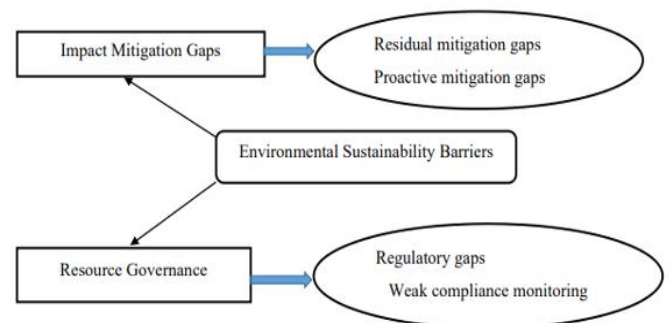 Impact Mitigation Gaps
Residual mitigation gaps
Proactive mitigation gaps
Environmental Sustainability Barriers
Resource Governance
Regulatory gaps
Weak compliance monitoring